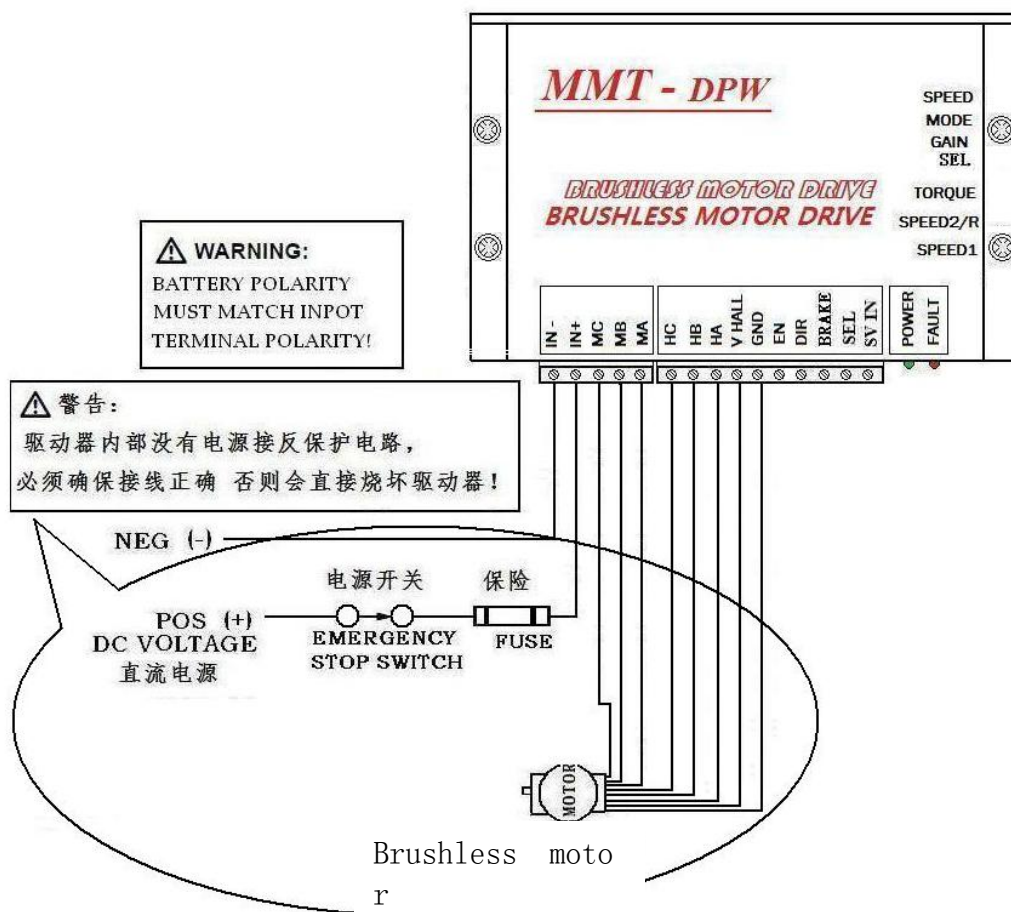 MMT - DPW
SPEED
MODE
GAIN
SEL
TORQUE
SPEED2/R
SPEED1
BRUSHLESS MOTOR DRIVE
BRUSHLESS MOTOR DRIVE
IN -
IN+
MC
MB
MA
HC
HB
HA
V HALL
GND
EN
DIR
BRAKE
SEL
SV IN
POWER
FAULT
WARNING:
BATTERY POLARITY
MUST MATCH INPOT
TERMINAL POLARITY!
警告：
驱动器内部没有电源接反保护电路，
必须确保接线正确 否则会直接烧坏驱动器！
NEG (-)
电源开关
保险
POS (+)
DC VOLTAGE
直流电源
EMERGENCY
STOP SWITCH
FUSE
MOTOR
Brushless moto
r